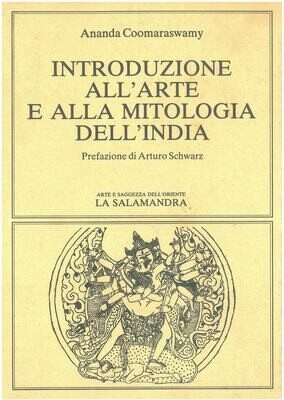 Ananda Coomaraswamy
INTRODUZIONE
ALL'ARTE
E ALLA MITOLOGIA
DELL'INDIA
Prefazione di Arturo Schwarz
ARTE E SAGGEZZA DELL'ORIENTE
LA SALAMANDRA